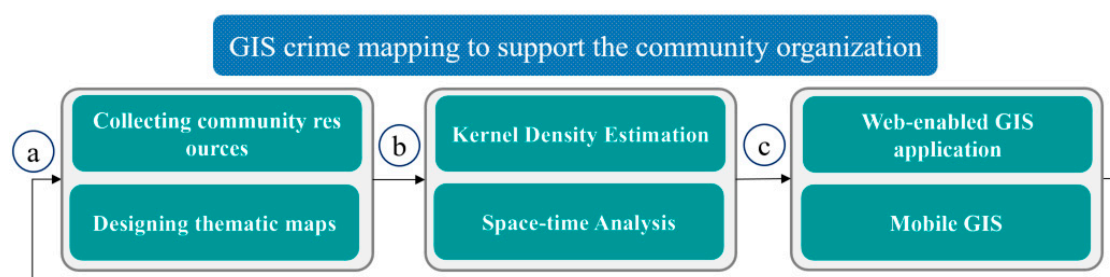 GIS crime mapping to support the community organization
a
Collecting community res
ources
Designing thematic maps
b
Kernel Density Estimation
Space-time Analysis
c
Web-enabled GIS
application
Mobile GIS